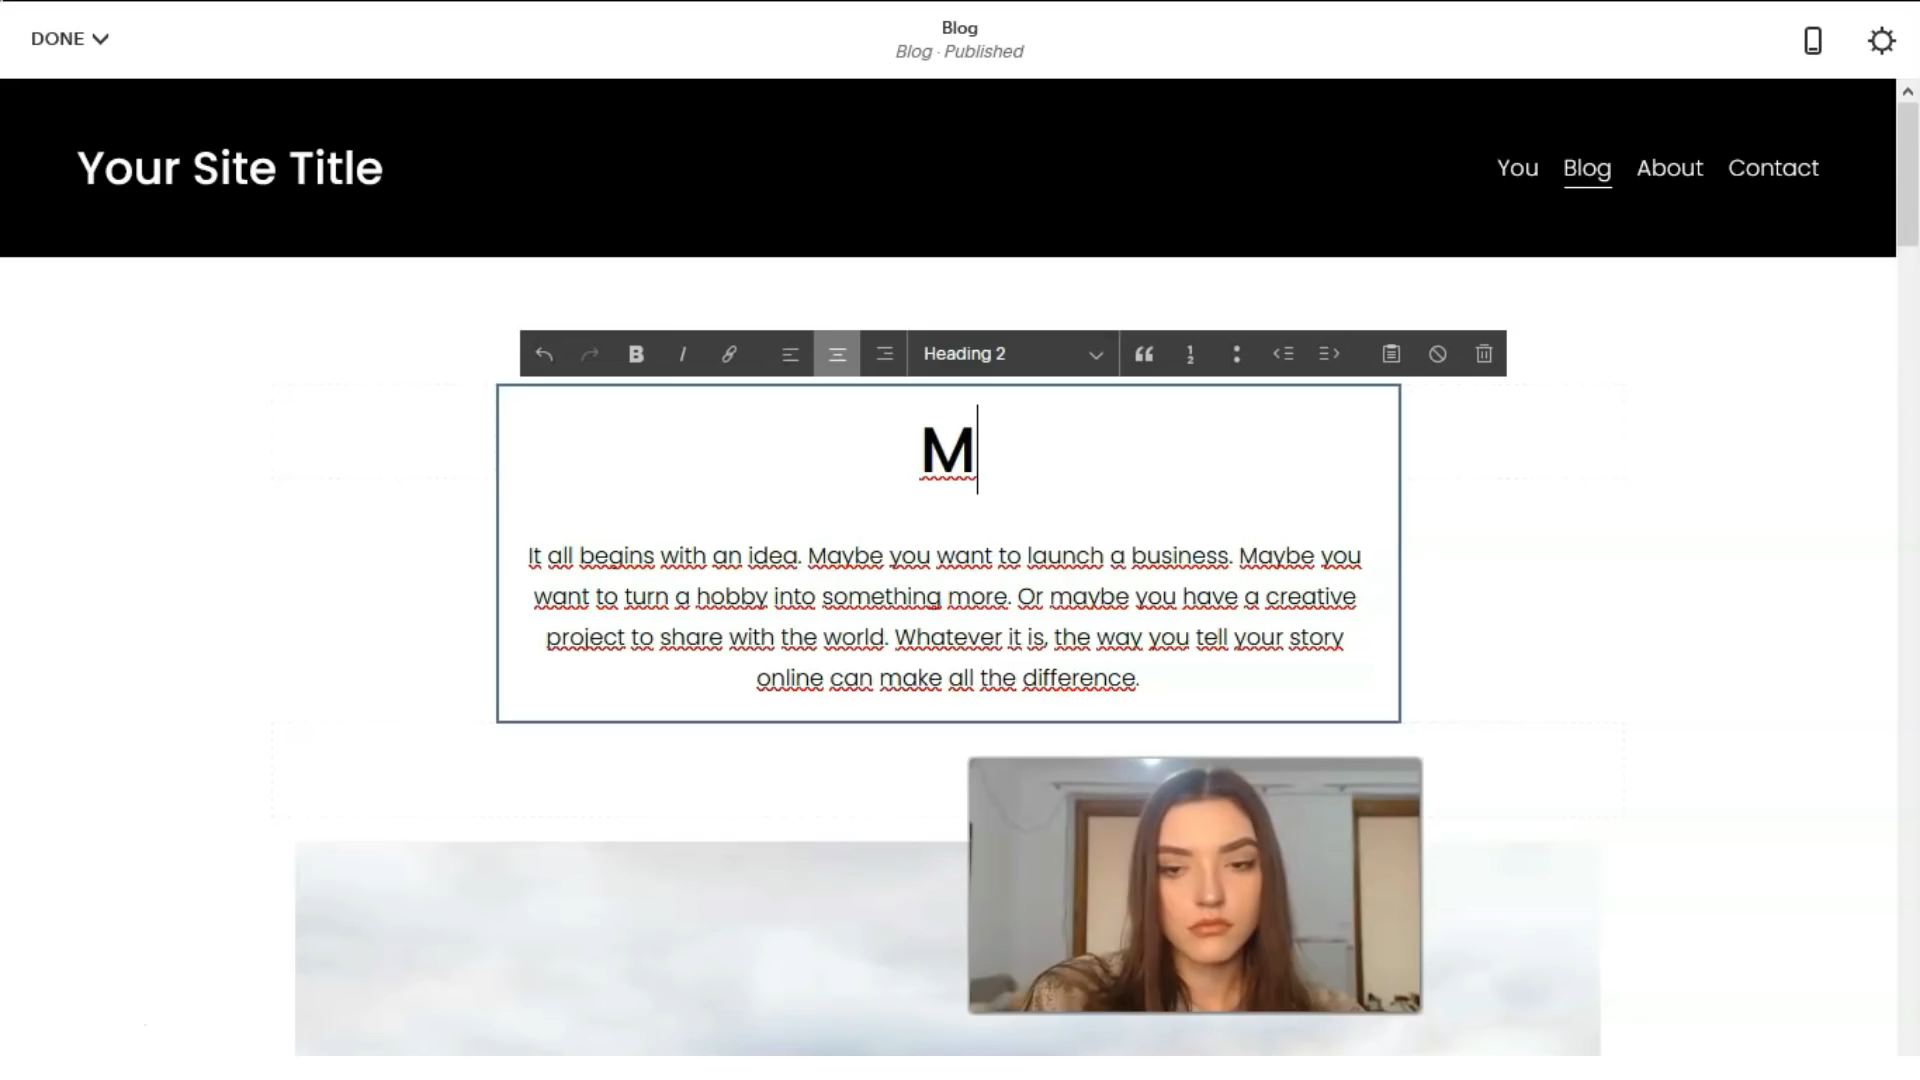 DONE
Blog
Blog · Published
Your Site Title
You Blog About Contact
B I Heading 2
M
It all begins with an idea. Maybe you want to launch a business. Maybe you
want to turn a hobby into something more. Or maybe you have a creative
project to share with the world. Whatever it is, the way you tell your story
online can make all the difference.